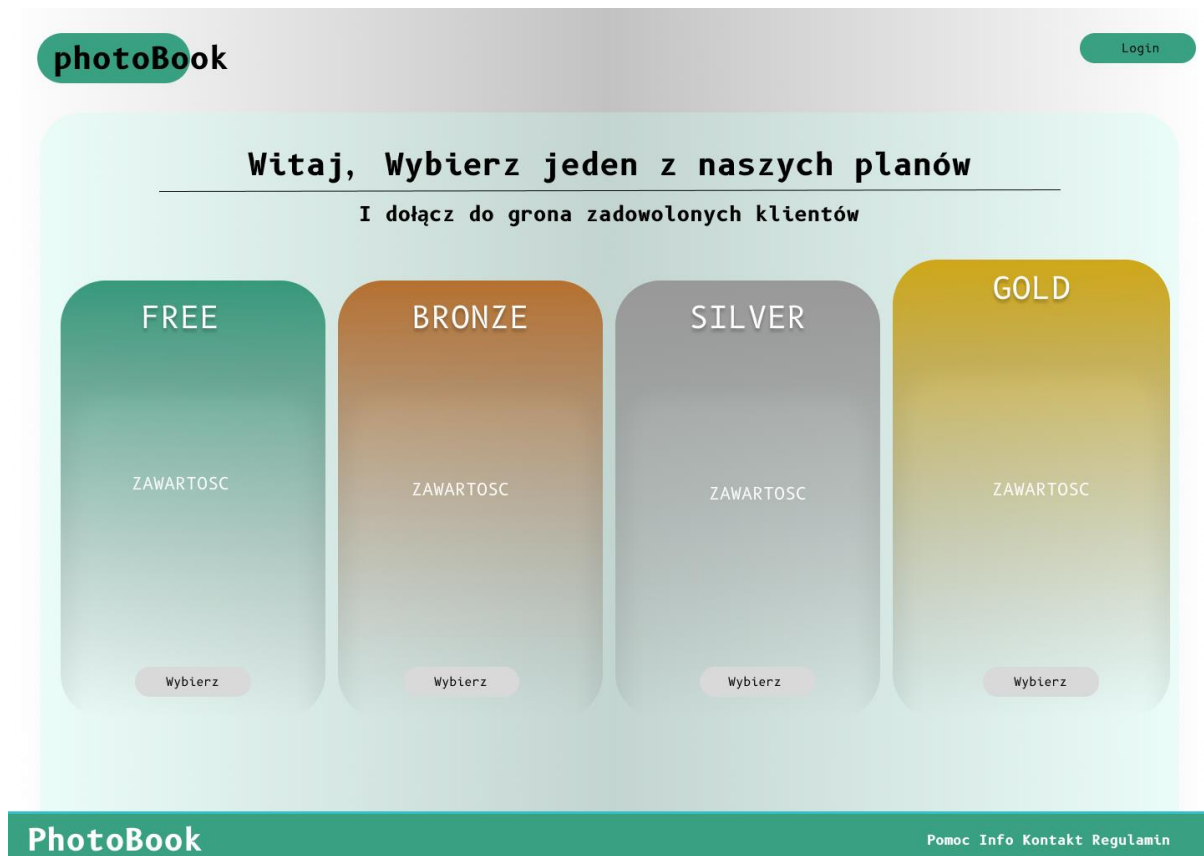 photoBook
Login
Witaj, Wybierz jeden z naszych planów
I dołącz do grona zadowolonych klientów
FREE
BRONZE
SILVER
GOLD
ZAWARTOSC
ZAWARTOSC
ZAWARTOSC
ZAWARTOSC
Wybierz
Wybierz
Wybierz
Wybierz
PhotoBook
Pomoc Info Kontakt Regulamin